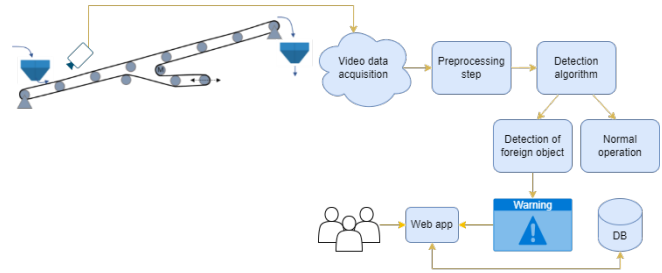 M
Video data
acquisition
Preprocessing
step
Detection
algorithm
Detection of
foreign object
Normal
operation
Warning
Web app
DB